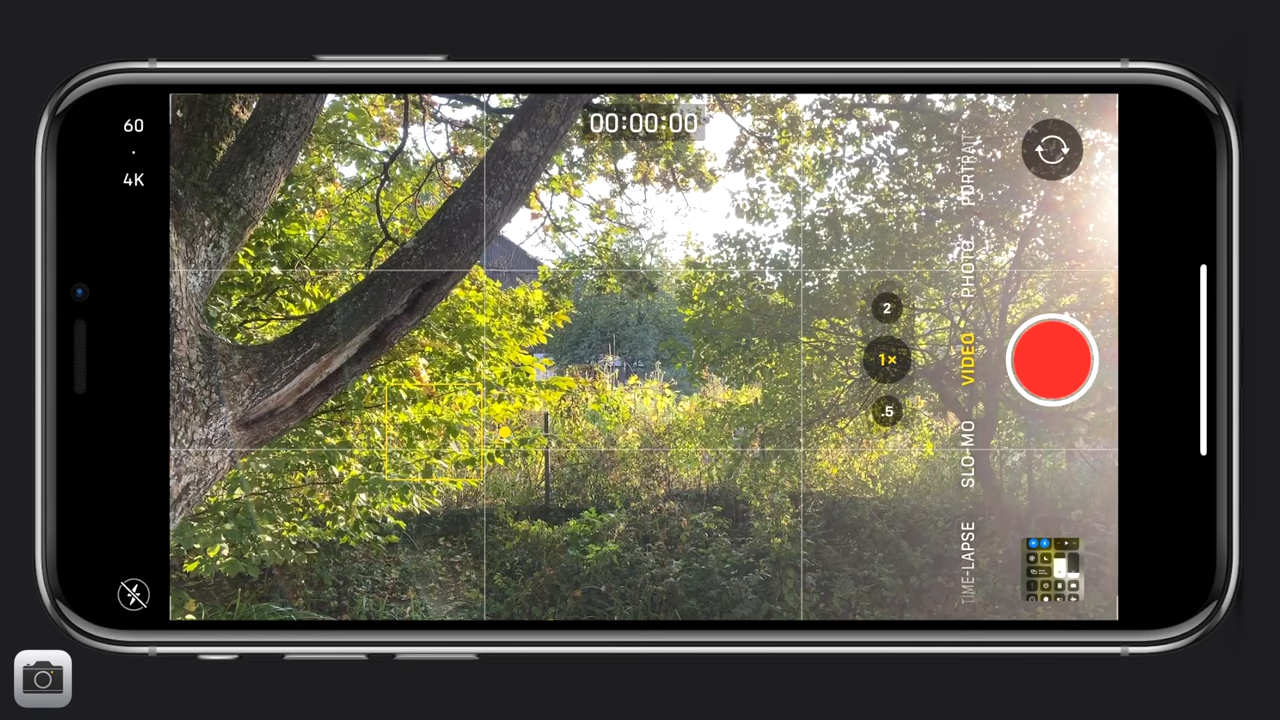 60
·
4K
00:00:00
2
1×
.5
PORTRAIT
PHOTO
VIDEO
SLO-MO
TIME-LAPSE